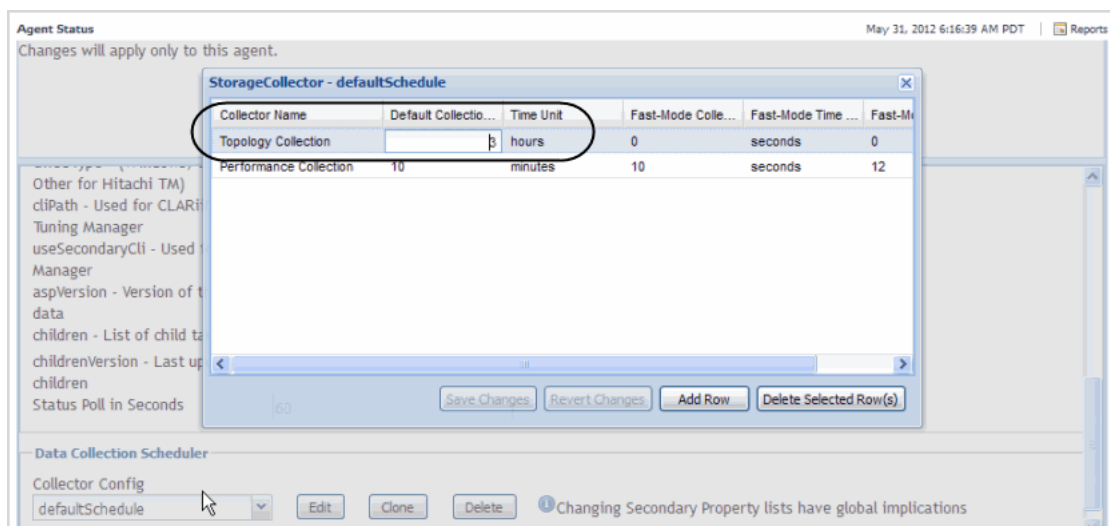 Agent Status
May 31, 2012 6:16:39 AM PDT
Reports
Changes will apply only to this agent.
StorageCollector - defaultSchedule
Collector Name Default Collectio... Time Unit Fast-Mode Colle... Fast-Mode Time ... Fast-M
Topology Collection 3 hours 0 seconds 0
Performance Collection 10 minutes 10 seconds 12
Other for Hitachi TM)
cliPath - Used for CLARii
Tuning Manager
useSecondaryCli - Used
Manager
aspVersion - Version of t
data
children - List of child ta
childrenVersion - Last up
children
Status Poll in Seconds 60
Save Changes Revert Changes Add Row Delete Selected Row(s)
Data Collection Scheduler
Collector Config
defaultSchedule Edit Clone Delete Changing Secondary Property lists have global implications